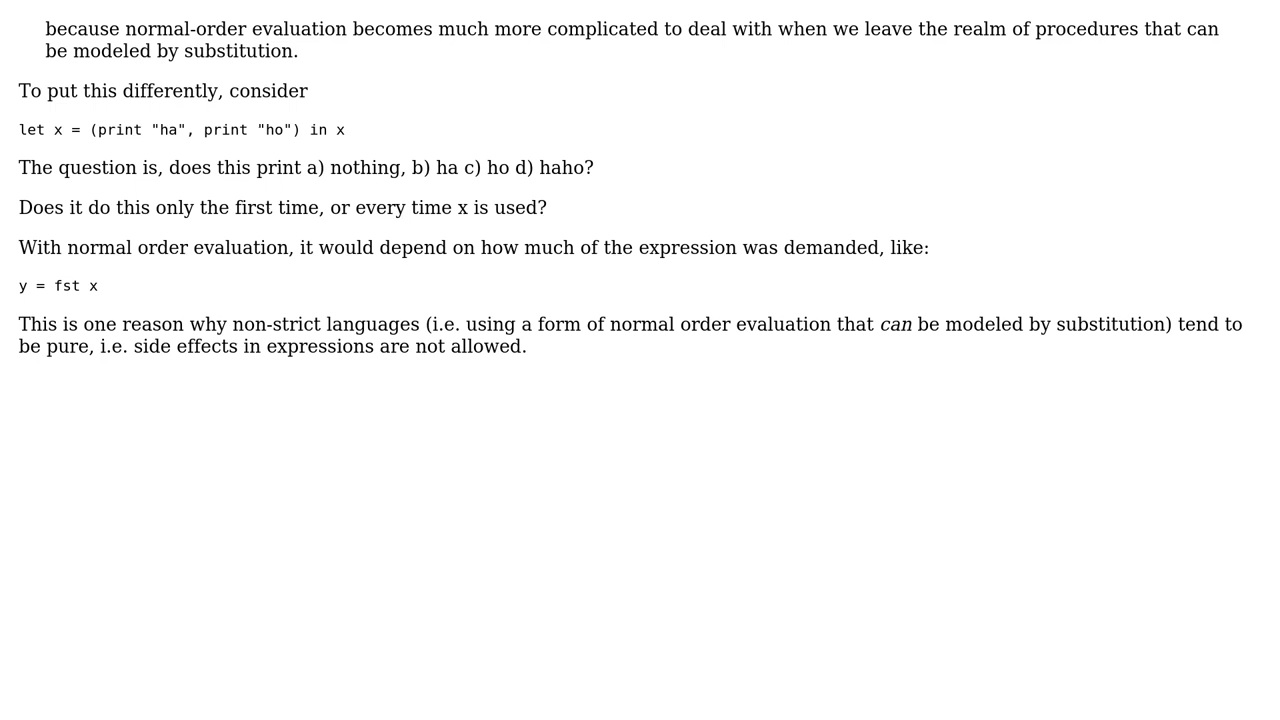 because normal-order evaluation becomes much more complicated to deal with when we leave the realm of procedures that can
be modeled by substitution.
To put this differently, consider
let x = (print "ha", print "ho") in x
The question is, does this print a) nothing, b) ha c) ho d) haho?
Does it do this only the first time, or every time x is used?
With normal order evaluation, it would depend on how much of the expression was demanded, like:
y = fst x
This is one reason why non-strict languages (i.e. using a form of normal order evaluation that can be modeled by substitution) tend to
be pure, i.e. side effects in expressions are not allowed.